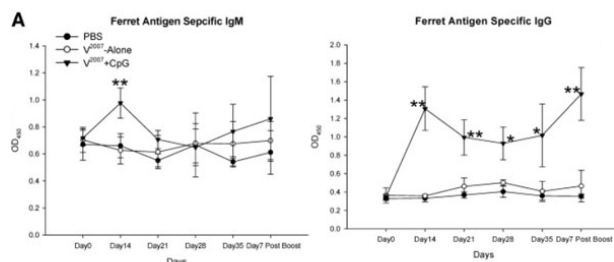 A
Ferret Antigen Sepcific IgM
PBS
V2007-Alone
V2007+CpG
**
OD450
1.4
1.2
1.0
0.8
0.6
0.4
0.2
0.0
Day0 Day14 Day21 Day28 Day35 Day7 Post Boost
Days
Ferret Antigen Specific IgG
OD450
2.0
1.8
1.6
1.4
1.2
1.0
0.8
0.6
0.4
0.2
0.0
** ** * * **
Day0 Day14 Day21 Day28 Day35 Day7 Post Boost
Days